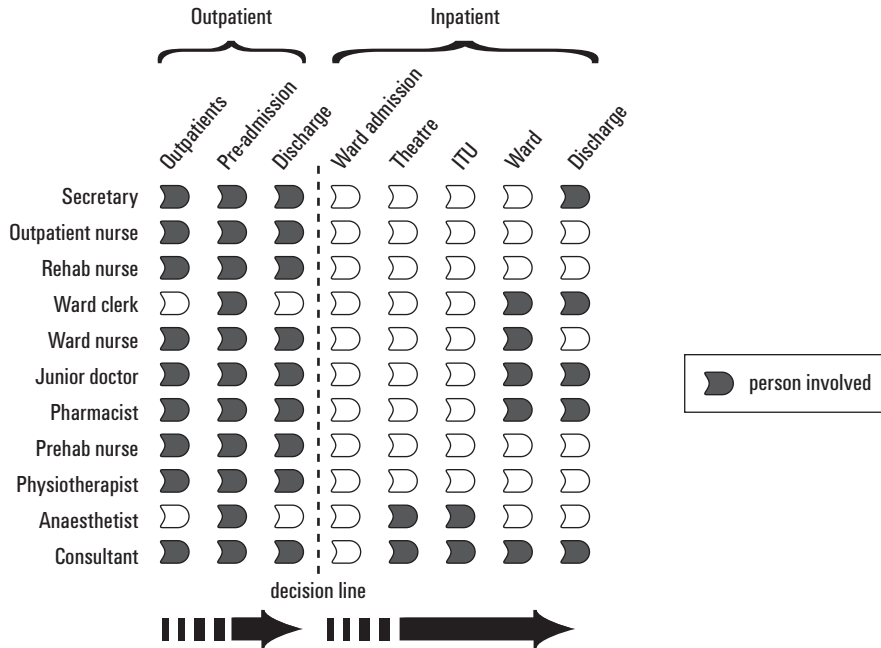 Outpatient
Inpatient
Outpatients
Pre-admission
Discharge
Ward admission
Theatre
ITU
Ward
Discharge
Secretary
Outpatient nurse
Rehab nurse
Ward clerk
Ward nurse
Junior doctor
Pharmacist
Prehab nurse
Physiotherapist
Anaesthetist
Consultant
person involved
decision line